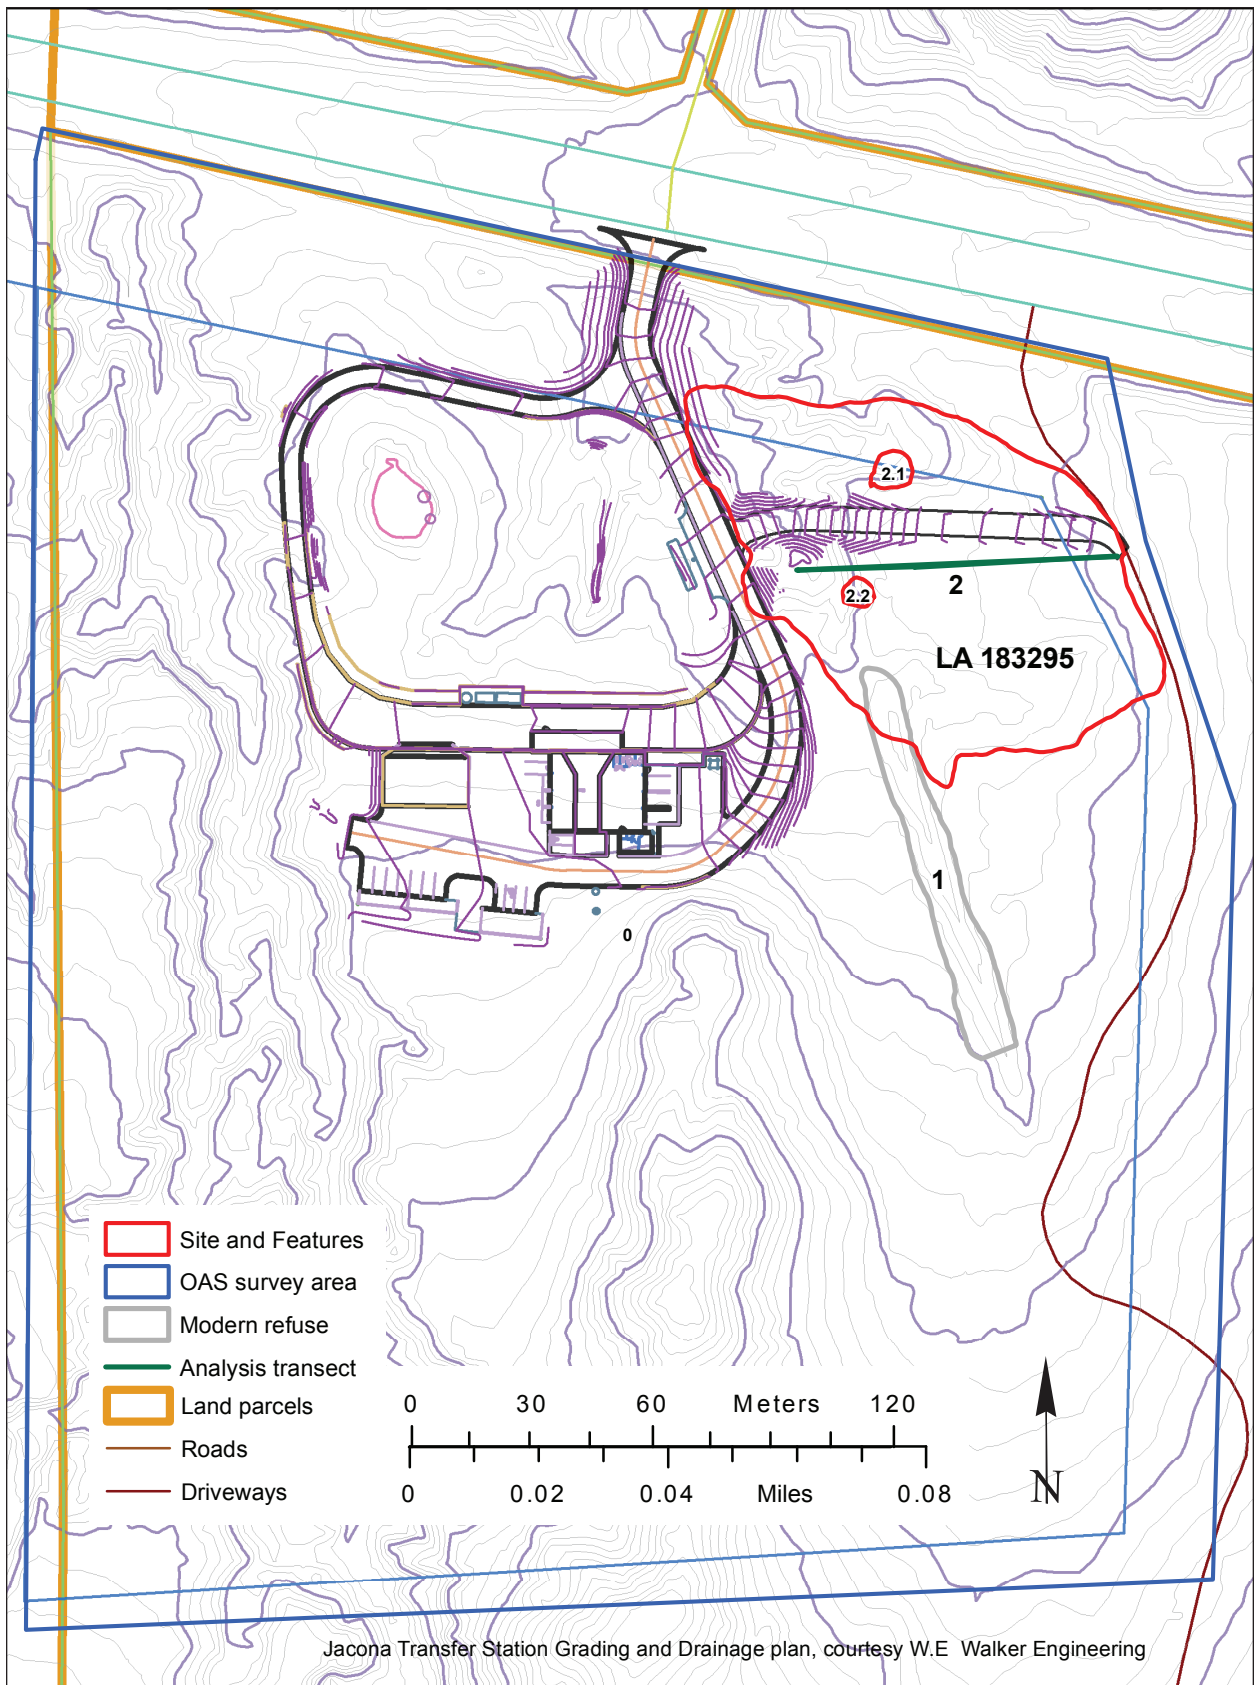 2.1
2.2
2
LA 183295
1
0
Site and Features
OAS survey area
Modern refuse
Analysis transect
Land parcels
Roads
Driveways
0 30 60 Meters 120
0 0.02 0.04 Miles 0.08
N
Jacona Transfer Station Grading and Drainage plan, courtesy W.E Walker Engineering